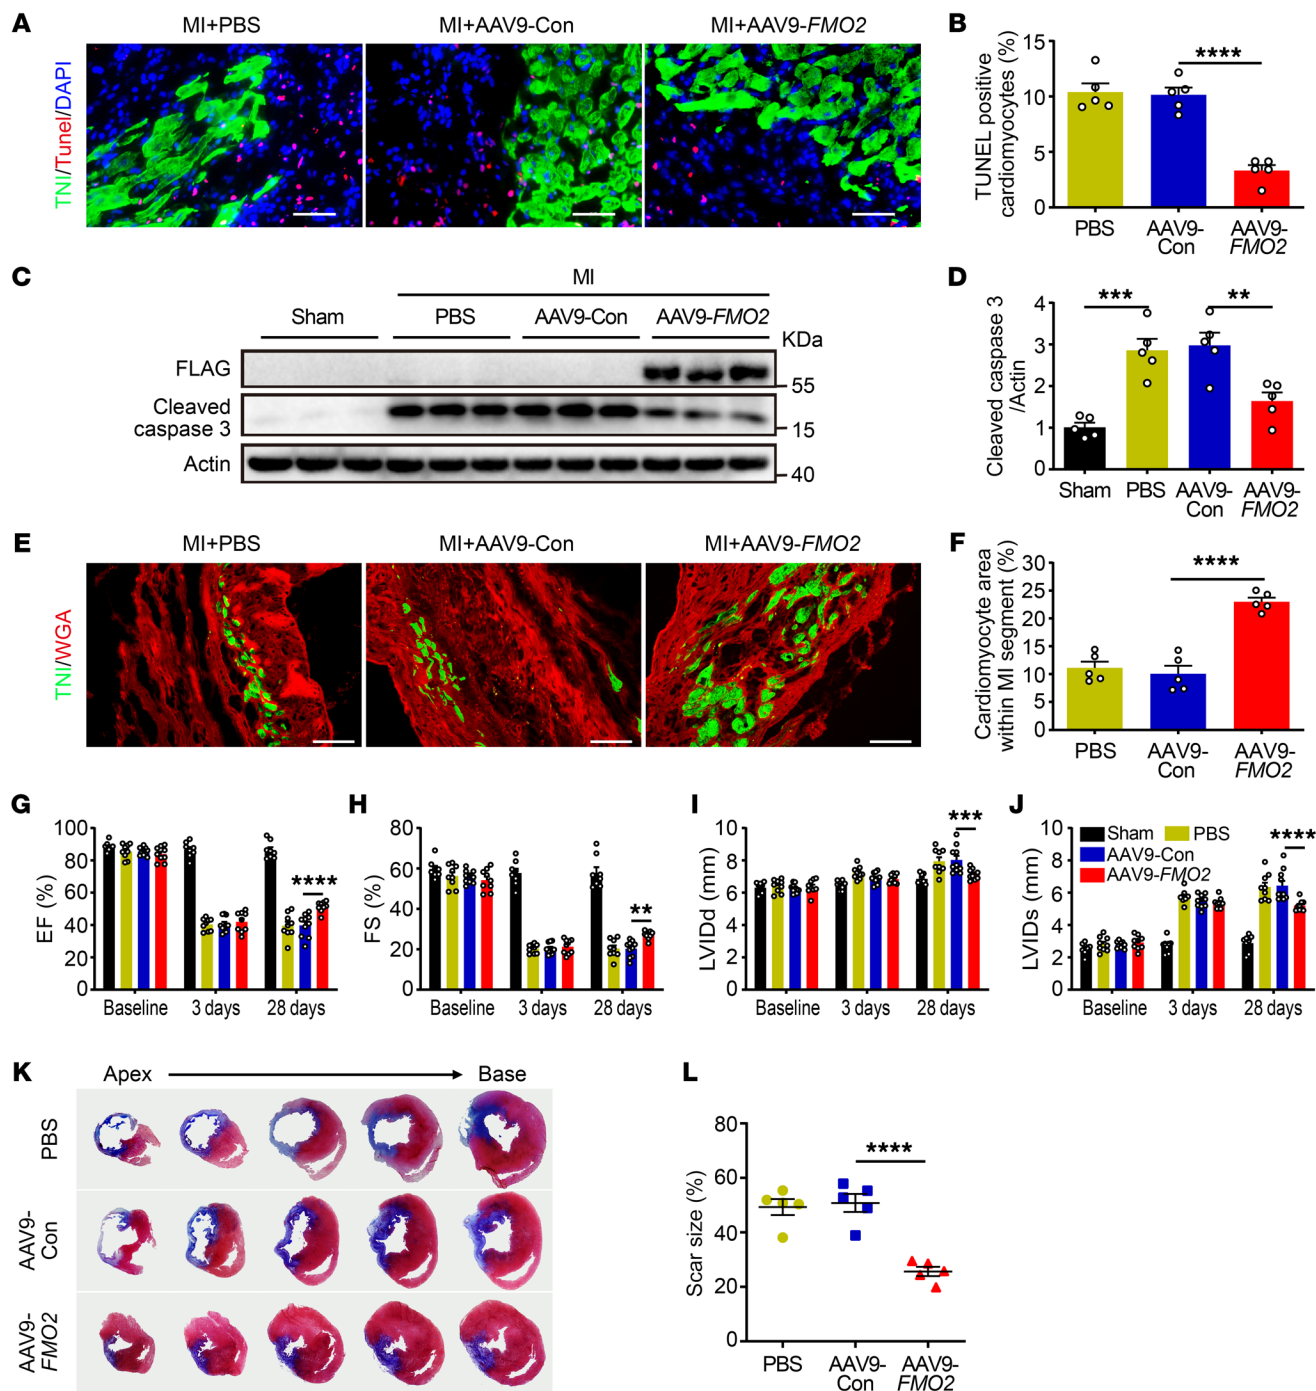 A
MI+PBS
MI+AAV9-Con
MI+AAV9-FMO2
TNI/Tunel/DAPI
B
TUNEL positive
cardiomyocytes (%)
15
10
5
0
****
PBS
AAV9-
Con
AAV9-
FMO2
C
MI
Sham
PBS
AAV9-Con
AAV9-FMO2
KDa
FLAG
55
Cleaved
caspase 3
15
Actin
40
D
Cleaved caspase 3
/Actin
4
3
2
1
0
***
**
Sham
PBS
AAV9-
Con
AAV9-
FMO2
E
MI+PBS
MI+AAV9-Con
MI+AAV9-FMO2
TNI/WGA
F
Cardiomyocyte area
within MI segment (%)
30
25
20
15
10
5
0
****
PBS
AAV9-
Con
AAV9-
FMO2
G
EF (%)
100
80
60
40
20
0
****
Baseline
3 days
28 days
H
FS (%)
80
60
40
20
0
**
Baseline
3 days
28 days
I
LVIDd (mm)
10
8
6
4
2
0
***
Baseline
3 days
28 days
J
LVIDs (mm)
10
8
6
4
2
0
Sham
PBS
AAV9-Con
AAV9-FMO2
****
Baseline
3 days
28 days
K
Apex
Base
PBS
AAV9-
Con
AAV9-
FMO2
L
Scar size (%)
80
60
40
20
0
****
PBS
AAV9-
Con
AAV9-
FMO2